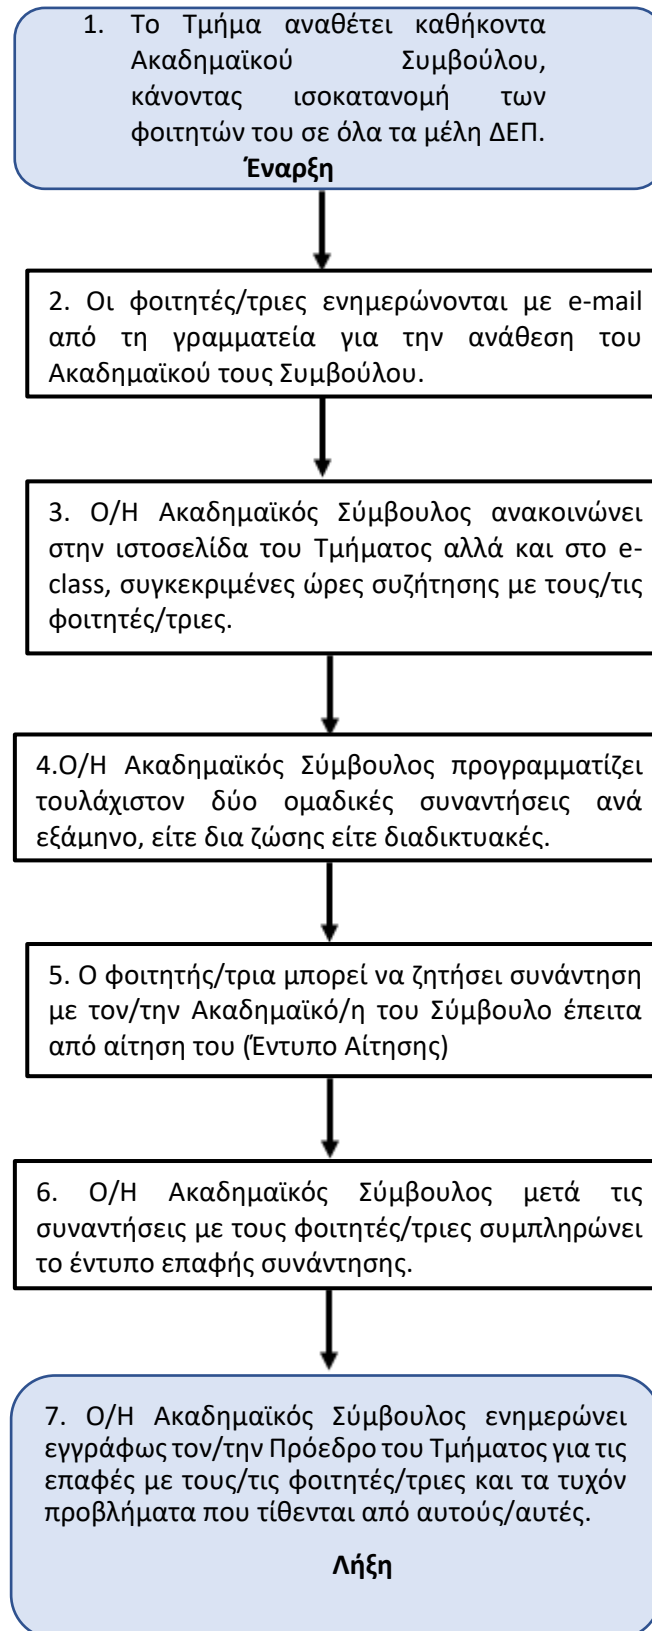 1. Το Τμήμα αναθέτει καθήκοντα
Ακαδημαϊκού Συμβούλου,
κάνοντας ισοκατανομή των
φοιτητών του σε όλα τα μέλη ΔΕΠ.
Έναρξη
2. Οι φοιτητές/τριες ενημερώνονται με e-mail
από τη γραμματεία για την ανάθεση του
Ακαδημαϊκού τους Συμβούλου.
3. Ο/Η Ακαδημαϊκός Σύμβουλος ανακοινώνει
στην ιστοσελίδα του Τμήματος αλλά και στο e-
class, συγκεκριμένες ώρες συζήτησης με τους/τις
φοιτητές/τριες.
4.Ο/Η Ακαδημαϊκός Σύμβουλος προγραμματίζει
τουλάχιστον δύο ομαδικές συναντήσεις ανά
εξάμηνο, είτε δια ζώσης είτε διαδικτυακές.
5. Ο φοιτητής/τρια μπορεί να ζητήσει συνάντηση
με τον/την Ακαδημαϊκό/η του Σύμβουλο έπειτα
από αίτηση του (Έντυπο Αίτησης)
6. Ο/Η Ακαδημαϊκός Σύμβουλος μετά τις
συναντήσεις με τους φοιτητές/τριες συμπληρώνει
το έντυπο επαφής συνάντησης.
7. Ο/Η Ακαδημαϊκός Σύμβουλος ενημερώνει
εγγράφως τον/την Πρόεδρο του Τμήματος για τις
επαφές με τους/τις φοιτητές/τριες και τα τυχόν
προβλήματα που τίθενται από αυτούς/αυτές.
Λήξη